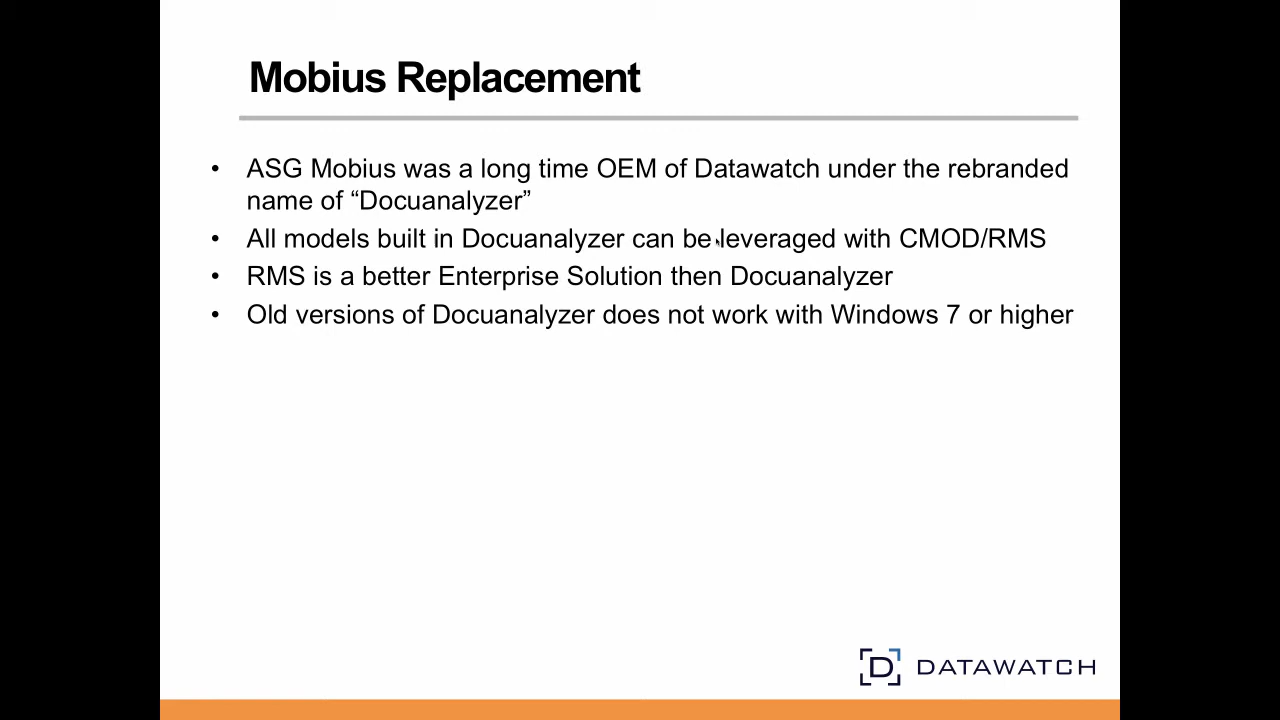 Mobius Replacement
• ASG Mobius was a long time OEM of Datawatch under the rebranded
name of “Docuanalyzer”
• All models built in Docuanalyzer can be leveraged with CMOD/RMS
• RMS is a better Enterprise Solution then Docuanalyzer
• Old versions of Docuanalyzer does not work with Windows 7 or higher
D DATAWATCH